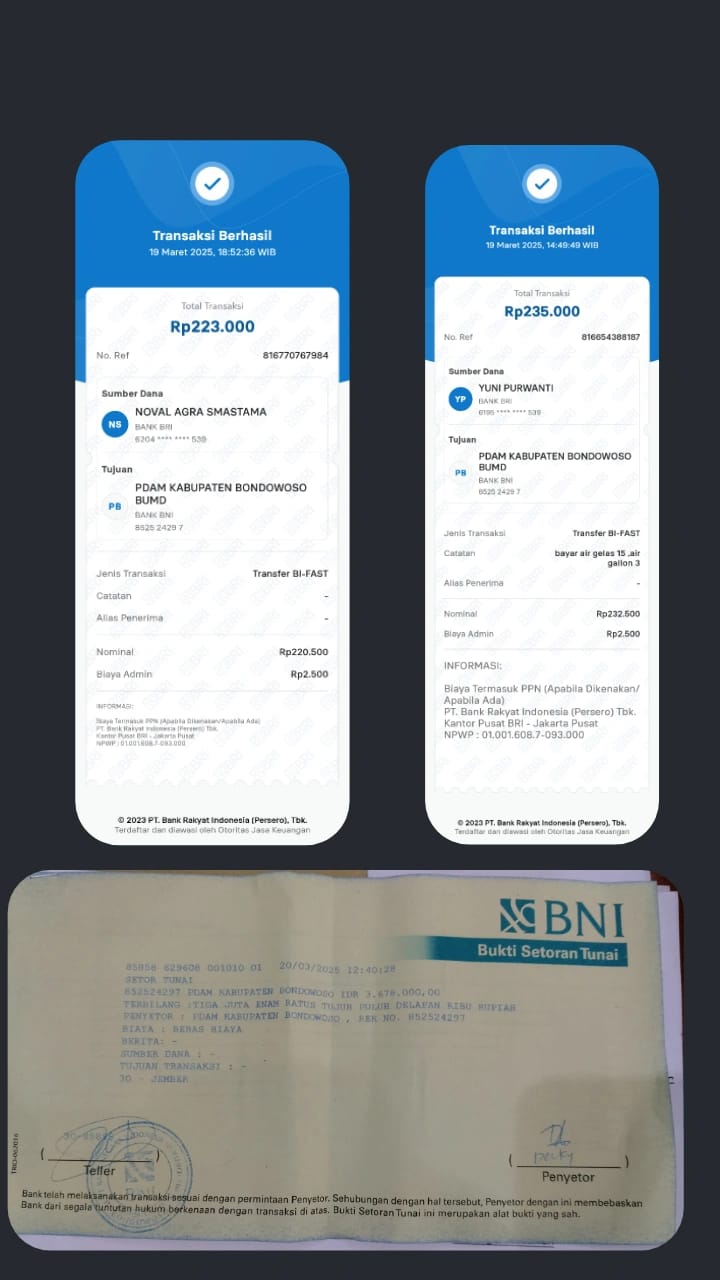 Transaksi Berhasil
19 Maret 2025, 18:52:36 WIB
Total Transaksi
Rp223.000
No. Ref 816770767984
Sumber Dana
NS
NOVAL AGRA SMASTAMA
BANK BRI
6204 **** **** 539
Tujuan
PB
PDAM KABUPATEN BONDOWOSO
BUMD
BANK BNI
8525 2429 7
Jenis Transaksi Transfer BI-FAST
Catatan -
Alias Penerima -
Nominal Rp220.500
Biaya Admin Rp2.500
INFORMASI:
Biaya Termasuk PPN (Apabila Dikenakan/Apabila Ada)
PT. Bank Rakyat Indonesia (Persero) Tbk.
Kantor Pusat BRI - Jakarta Pusat
NPWP : 01.001.608.7-093.000
© 2023 PT. Bank Rakyat Indonesia (Persero), Tbk.
Terdaftar dan diawasi oleh Otoritas Jasa Keuangan
Transaksi Berhasil
19 Maret 2025, 14:49:49 WIB
Total Transaksi
Rp235.000
No. Ref 816654388187
Sumber Dana
YP
YUNI PURWANTI
BANK BRI
6195 **** **** 539
Tujuan
PB
PDAM KABUPATEN BONDOWOSO
BUMD
BANK BNI
8525 2429 7
Jenis Transaksi Transfer BI-FAST
Catatan bayar air gelas 15 ,air
gallon 3
Alias Penerima -
Nominal Rp232.500
Biaya Admin Rp2.500
INFORMASI:
Biaya Termasuk PPN (Apabila Dikenakan/
Apabila Ada)
PT. Bank Rakyat Indonesia (Persero) Tbk.
Kantor Pusat BRI - Jakarta Pusat
NPWP : 01.001.608.7-093.000
© 2023 PT. Bank Rakyat Indonesia (Persero), Tbk.
Terdaftar dan diawasi oleh Otoritas Jasa Keuangan
BNI
Bukti Setoran Tunai
85858 629608 001010 01 20/03/2025 12:40:28
SETOR TUNAI
852524297 PDAM KABUPATEN BONDOWOSO IDR 3,678,000,00
TERBILANG :TIGA JUTA ENAM RATUS TUJUH PULUH DELAPAN RIBU RUPIAH
PENYETOR : PDAM KABUPATEN BONDOWOSO , REK NO. 852524297
BIAYA : BEBAS BIAYA
BERITA: -
SUMBER DANA : -
TUJUAN TRANSAKSI : -
30 - JEMBER
( )
Teller
( )
Penyetor
Bank telah melaksanakan transaksi sesuai dengan permintaan Penyetor. Sehubungan dengan hal tersebut, Penyetor dengan ini membebaskan
Bank dari segala tuntutan hukum berkenaan dengan transaksi di atas. Bukti Setoran Tunai ini merupakan alat bukti yang sah.